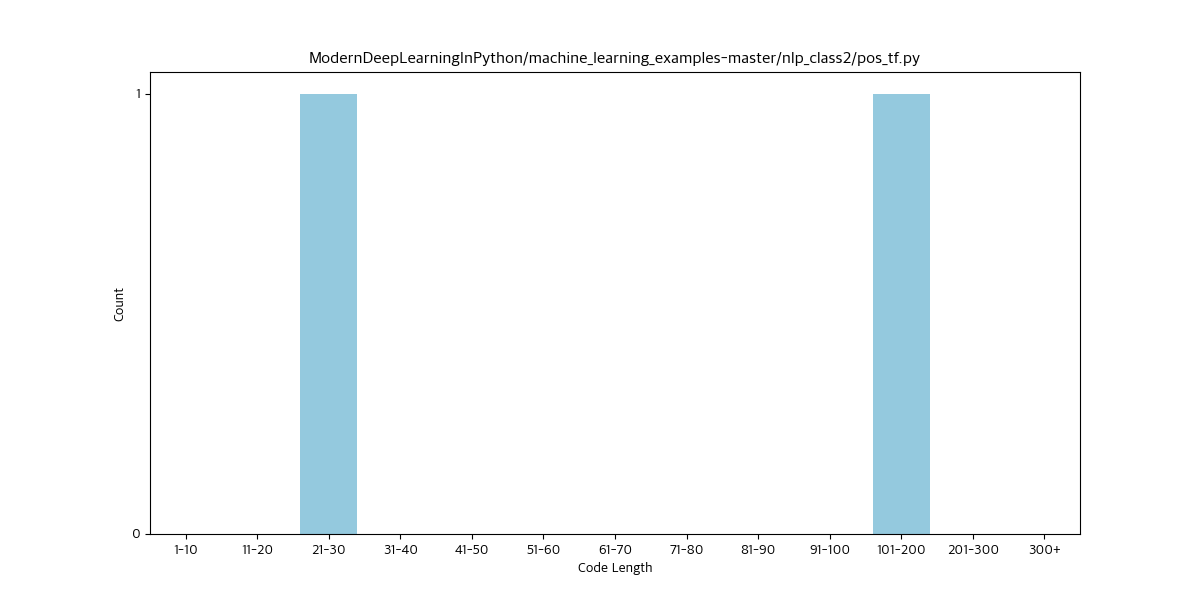 ModernDeepLearningInPython/machine_learning_examples-master/nlp_class2/pos_tf.py
1
Count
0
1-10 11-20 21-30 31-40 41-50 51-60 61-70 71-80 81-90 91-100 101-200 201-300 300+
Code Length